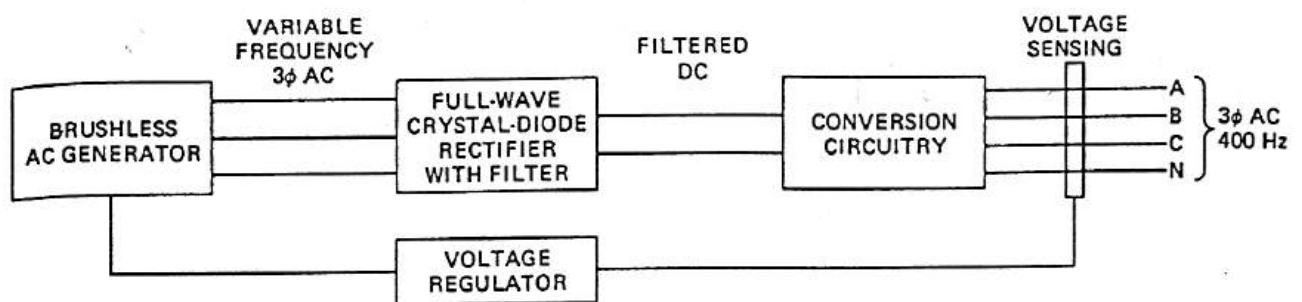 VARIABLE
FREQUENCY
3ϕ AC
FILTERED
DC
VOLTAGE
SENSING
BRUSHLESS
AC GENERATOR
FULL-WAVE
CRYSTAL-DIODE
RECTIFIER
WITH FILTER
CONVERSION
CIRCUITRY
A
B
C
N
3ϕ AC
400 Hz
VOLTAGE
REGULATOR